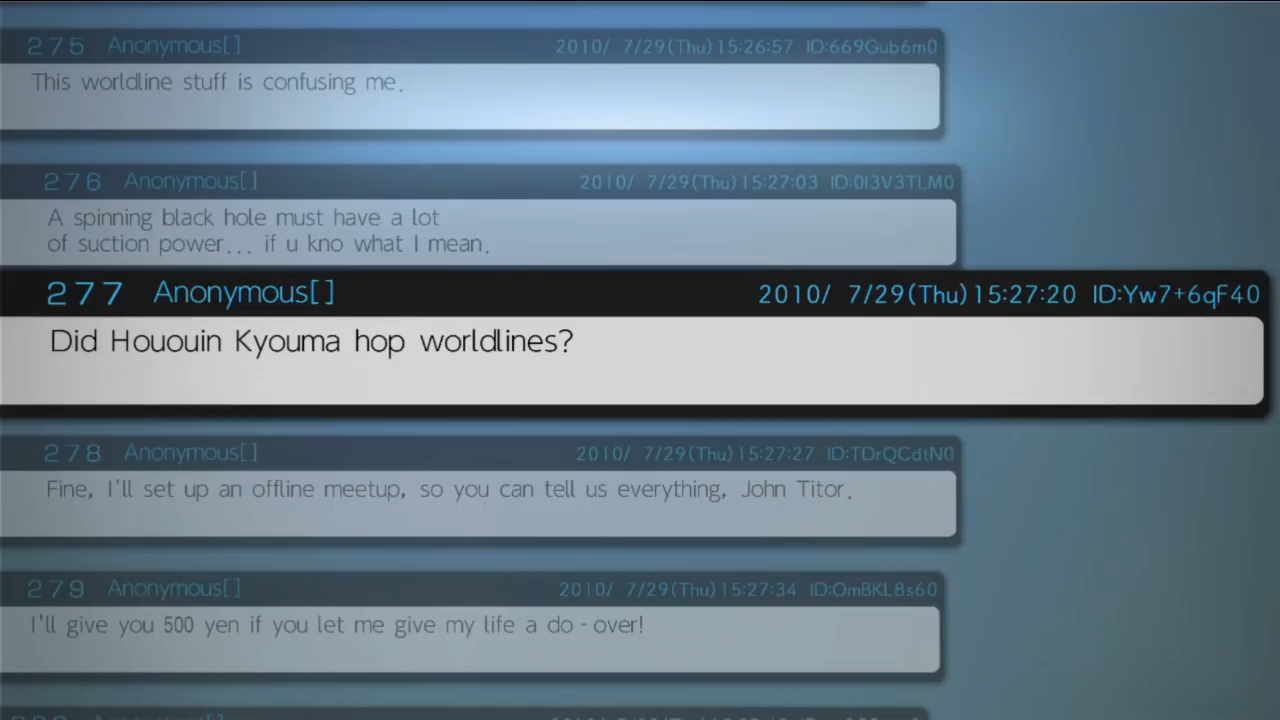 275 Anonymous[] 2010/ 7/29(Thu)15:26:57 ID:669Gub6m0
This worldline stuff is confusing me.
276 Anonymous[] 2010/ 7/29(Thu)15:27:03 ID:0I3V3TLM0
A spinning black hole must have a lot
of suction power... if u kno what I mean.
277 Anonymous[] 2010/ 7/29(Thu)15:27:20 ID:Yw7+6qF40
Did Hououin Kyouma hop worldlines?
278 Anonymous[] 2010/ 7/29(Thu)15:27:27 ID:TDrQCdtN0
Fine, I'll set up an offline meetup, so you can tell us everything, John Titor.
279 Anonymous[] 2010/ 7/29(Thu)15:27:34 ID:OmBKL8s60
I'll give you 500 yen if you let me give my life a do-over!